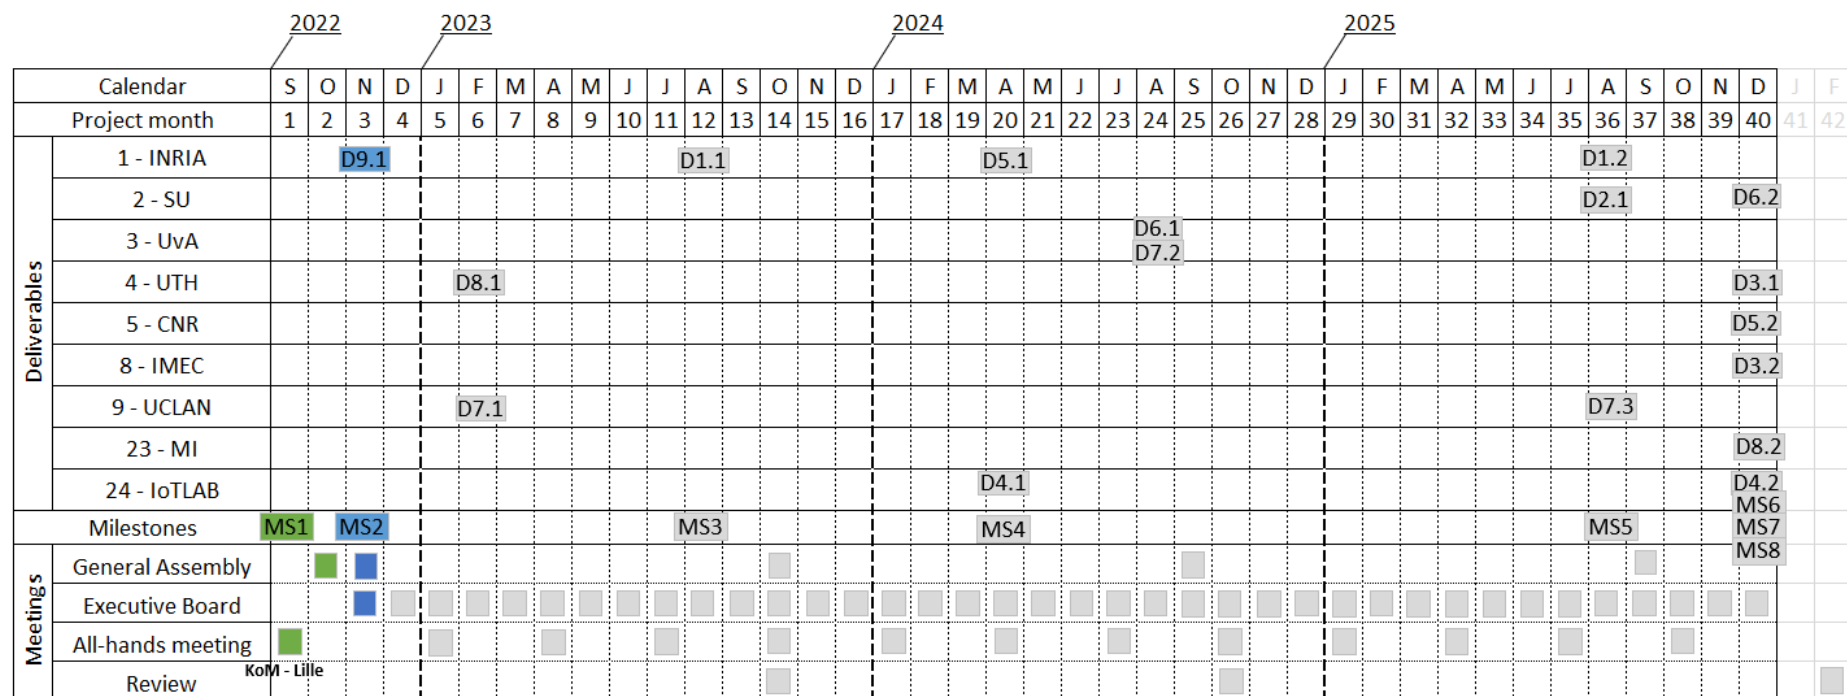 2022 2023 2024 2025
Calendar S O N D J F M A M J J A S O N D J F M A M J J A S O N D J F M A M J J A S O N D J F
Project month 1 2 3 4 5 6 7 8 9 10 11 12 13 14 15 16 17 18 19 20 21 22 23 24 25 26 27 28 29 30 31 32 33 34 35 36 37 38 39 40 41 42
Deliverables
1 - INRIA D9.1 D1.1 D5.1 D1.2
2 - SU D2.1 D6.2
3 - UvA D6.1
D7.2
4 - UTH D8.1 D3.1
5 - CNR D5.2
8 - IMEC D3.2
9 - UCLAN D7.1 D7.3
23 - MI D8.2
24 - IoTLAB D4.1 D4.2
MS6
Milestones MS1 MS2 MS3 MS4 MS5 MS7
MS8
Meetings
General Assembly
Executive Board
All-hands meeting
KoM - Lille
Review